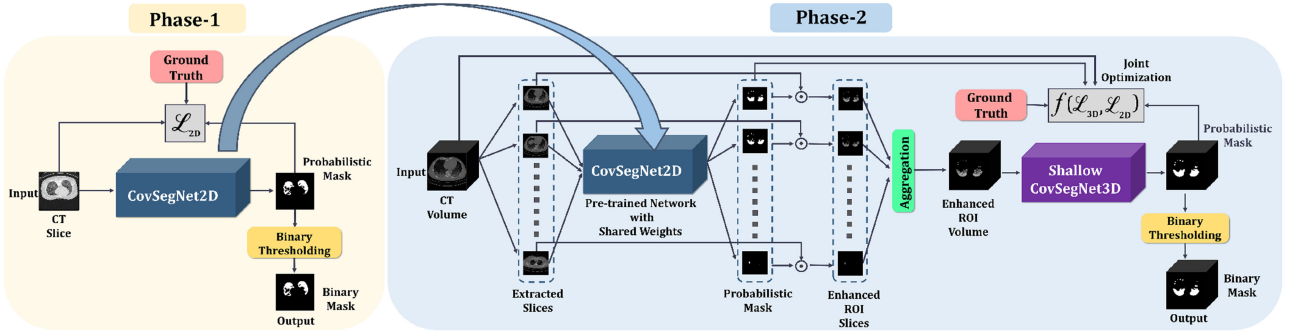 Phase-1
Ground
Truth
ℒ2D
Input
CovSegNet2D
Probabilistic
Mask
CT
Slice
Binary
Thresholding
Binary
Mask
Output
Phase-2
Joint
Optimization
Ground
Truth
f(ℒ3D, ℒ2D)
Probabilistic
Mask
Input
CT
Volume
CovSegNet2D
Pre-trained Network
with
Shared Weights
Aggregation
Enhanced
ROI
Volume
Shallow
CovSegNet3D
Binary
Thresholding
Binary
Mask
Output
Extracted
Slices
Probabilistic
Mask
Enhanced
ROI
Slices